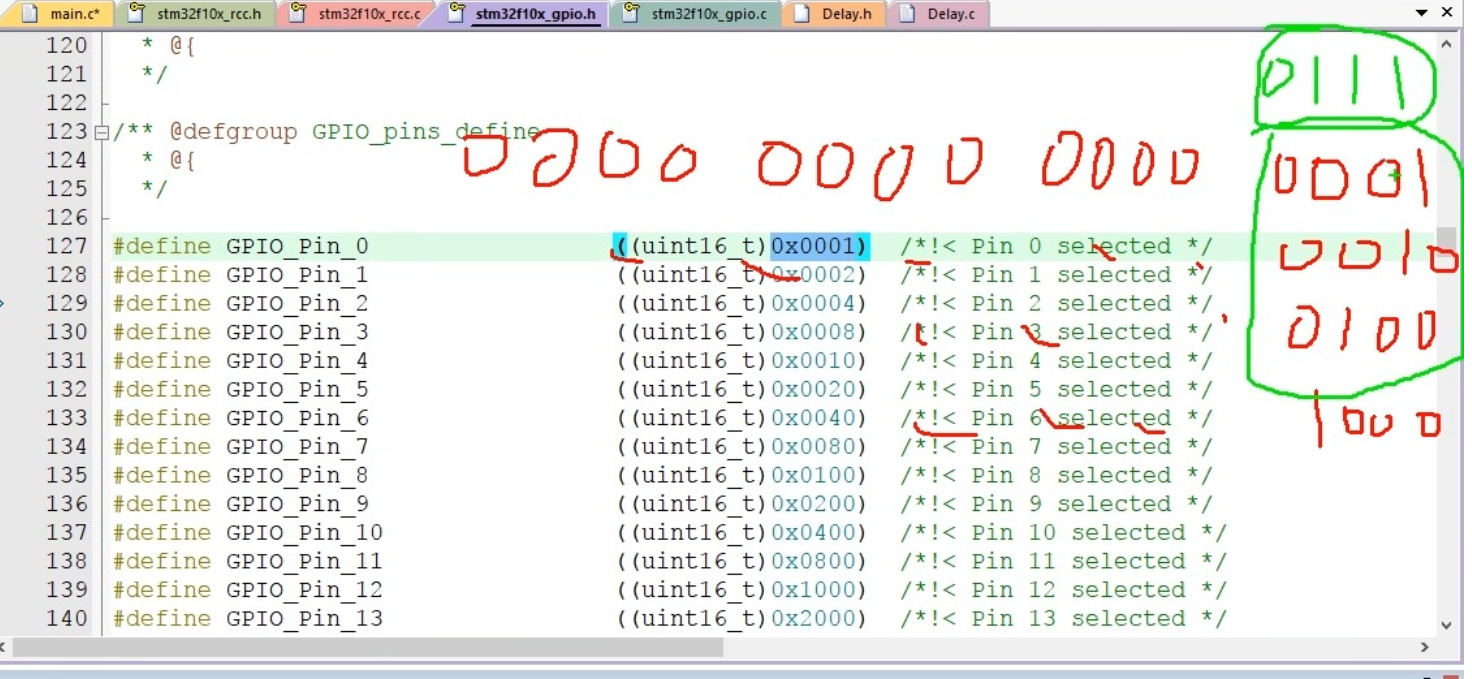 main.c* stm32f10x_rcc.h stm32f10x_rcc.c stm32f10x_gpio.h stm32f10x_gpio.c Delay.h Delay.c
120 * @{
121 */
0111
122
123 /** @defgroup GPIO_pins_define
124 * @{
0000 0000 0000 0001
125 */
126
127 #define GPIO_Pin_0 ((uint16_t)0x0001) /*!< Pin 0 selected */
0010
128 #define GPIO_Pin_1 ((uint16_t)0x0002) /*!< Pin 1 selected */
129 #define GPIO_Pin_2 ((uint16_t)0x0004) /*!< Pin 2 selected */
130 #define GPIO_Pin_3 ((uint16_t)0x0008) /*!< Pin 3 selected */
0100
131 #define GPIO_Pin_4 ((uint16_t)0x0010) /*!< Pin 4 selected */
132 #define GPIO_Pin_5 ((uint16_t)0x0020) /*!< Pin 5 selected */
133 #define GPIO_Pin_6 ((uint16_t)0x0040) /*!< Pin 6 selected */
1000
134 #define GPIO_Pin_7 ((uint16_t)0x0080) /*!< Pin 7 selected */
135 #define GPIO_Pin_8 ((uint16_t)0x0100) /*!< Pin 8 selected */
136 #define GPIO_Pin_9 ((uint16_t)0x0200) /*!< Pin 9 selected */
137 #define GPIO_Pin_10 ((uint16_t)0x0400) /*!< Pin 10 selected */
138 #define GPIO_Pin_11 ((uint16_t)0x0800) /*!< Pin 11 selected */
139 #define GPIO_Pin_12 ((uint16_t)0x1000) /*!< Pin 12 selected */
140 #define GPIO_Pin_13 ((uint16_t)0x2000) /*!< Pin 13 selected */